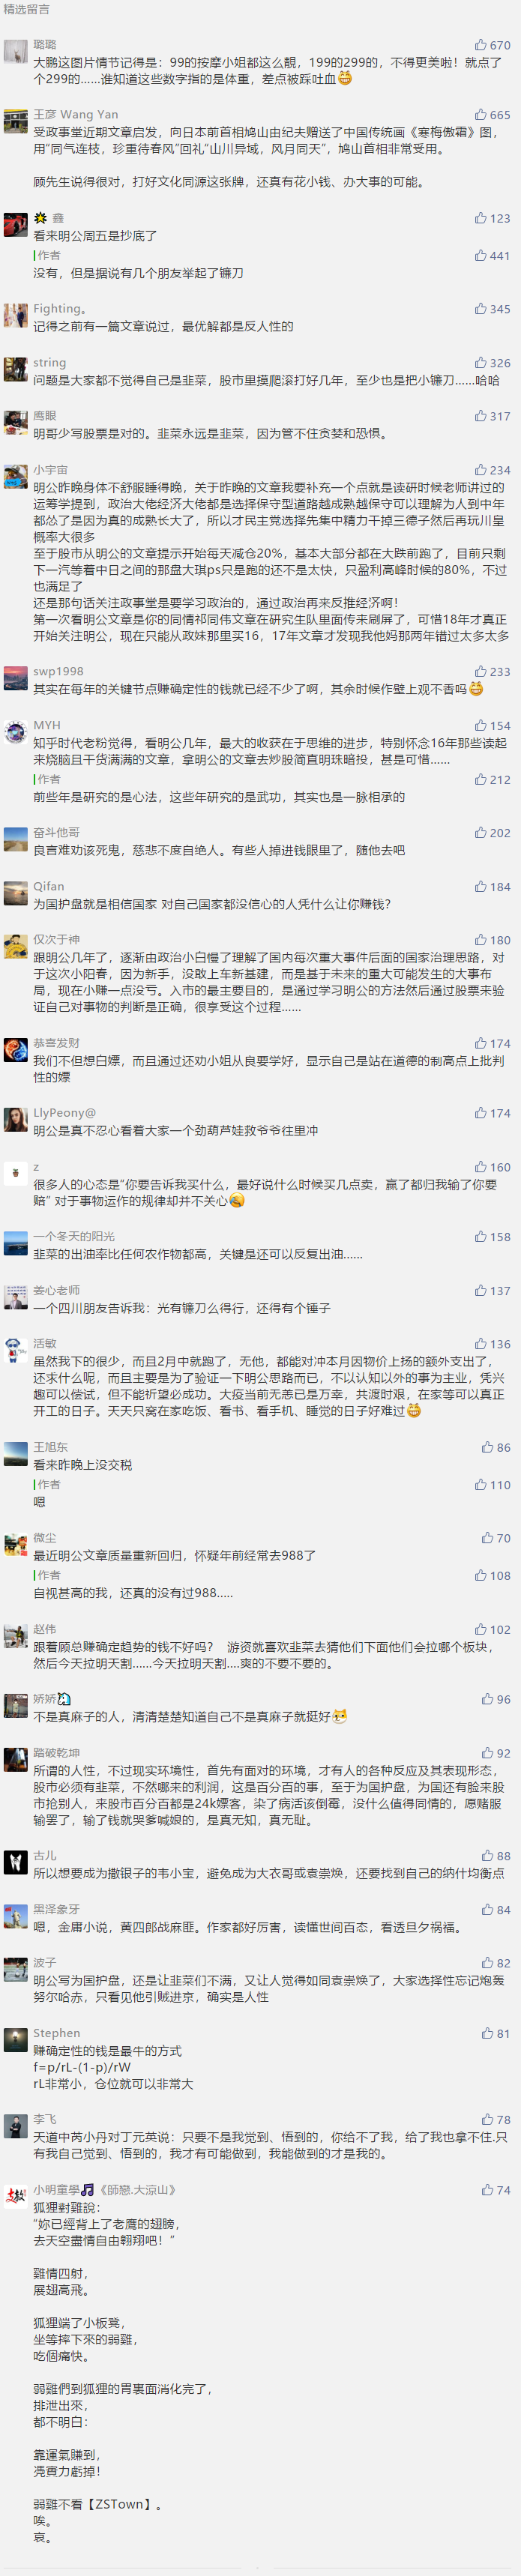 精选留言
璐璐
670
大鹏这图片情节记得是：99的按摩小姐都这么靓，199的299的，不得更美啦！就点了
个299的......谁知道这些数字指的是体重，差点被踩吐血
王彦 Wang Yan
665
受政事堂近期文章启发，向日本前首相鸠山由纪夫赠送了中国传统画《寒梅傲霜》图，
用“同气连枝，珍重待春风”回礼“山川异域，风月同天”，鸠山首相非常受用。
顾先生说得很对，打好文化同源这张牌，还真有花小钱、办大事的可能。
鑫
123
看来明公周五是抄底了
作者
441
没有，但是据说有几个朋友举起了镰刀
Fighting。
345
记得之前有一篇文章说过，最优解都是反人性的
string
326
问题是大家都不觉得自己是韭菜，股市里摸爬滚打好几年，至少也是把小镰刀......哈哈
鹰眼
317
明哥少写股票是对的。韭菜永远是韭菜，因为管不住贪婪和恐惧。
小宇宙
234
明公昨晚身体不舒服睡得晚，关于昨晚的文章我要补充一个点就是读研时候老师讲过的
运筹学提到，政治大佬经济大佬都是选择保守型道路越成熟越保守可以理解为人到中年
都怂了是因为真的成熟长大了，所以才民主党选择先集中精力干掉三德子然后再玩川皇
概率大很多
至于股市从明公的文章提示开始每天减仓20%，基本大部分都在大跌前跑了，目前只剩
下一汽等着中日之间的那盘大琪ps只是跑的还不是太快，只盈利高峰时候的80%，不过
也满足了
还是那句话关注政事堂是要学习政治的，通过政治再来反推经济啊！
第一次看明公文章是你的同情祁同伟文章在研究生队里面传来刷屏了，可惜18年才真正
开始关注明公，现在只能从政妹那里买16，17年文章才发现我他妈那两年错过太多太多
swp1998
233
其实在每年的关键节点赚确定性的钱就已经不少了啊，其余时候作壁上观不香吗
MYH
154
知乎时代老粉觉得，看明公几年，最大的收获在于思维的进步，特别怀念16年那些读起
来烧脑且干货满满的文章，拿明公的文章去炒股简直明珠暗投，甚是可惜......
作者
212
前些年是研究的是心法，这些年研究的是武功，其实也是一脉相承的
奋斗他哥
202
良言难劝该死鬼，慈悲不度自绝人。有些人掉进钱眼里了，随他去吧
Qifan
184
为国护盘就是相信国家 对自己国家都没信心的人凭什么让你赚钱？
仅次于神
180
跟明公几年了，逐渐由政治小白慢了理解了国内每次重大事件后面的国家治理思路，对
于这次小阳春，因为新手，没敢上车新基建，而是基于未来的重大可能发生的大事布
局，现在小赚一点没亏。入市的最主要目的，是通过学习明公的方法然后通过股票来验
证自己对事物的判断是正确，很享受这个过程......
恭喜发财
174
我们不但想白嫖，而且通过还劝小姐从良要学好，显示自己是站在道德的制高点上批判
性的嫖
LlyPeony@
174
明公是真不忍心看着大家一个劲葫芦娃救爷爷往里冲
z
160
很多人的心态是“你要告诉我买什么，最好说什么时候买几点卖，赢了都归我输了你要
赔” 对于事物运作的规律却并不关心
一个冬天的阳光
158
韭菜的出油率比任何农作物都高，关键是还可以反复出油......
姜心老师
137
一个四川朋友告诉我：光有镰刀么得行，还得有个锤子
活敏
136
虽然我下的很少，而且2月中就跑了，无他，都能对冲本月因物价上扬的额外支出了，
还求什么呢，而且主要是为了验证一下明公思路而已，不以认知以外的事为主业，凭兴
趣可以偿试，但不能祈望必成功。大疫当前无恙已是万幸，共渡时艰，在家等可以真正
开工的日子。天天只窝在家吃饭、看书、看手机、睡觉的日子好难过
王旭东
86
看来昨晚上没交税
作者
110
嗯
微尘
70
最近明公文章质量重新回归，怀疑年前经常去988了
作者
108
自视甚高的我，还真的没有过988.....
赵伟
102
跟着顾总赚确定趋势的钱不好吗？ 游资就喜欢韭菜去猜他们下面他们会拉哪个板块，
然后今天拉明天割......今天拉明天割....爽的不要不要的。
娇娇
96
不是真麻子的人，清清楚楚知道自己不是真麻子就挺好
踏破乾坤
92
所谓的人性，不过现实环境性，首先有面对的环境，才有人的各种反应及其表现形态，
股市必须有韭菜，不然哪来的利润，这是百分百的事，至于为国护盘，为国还有脸来股
市抢别人，来股市百分百都是24k嫖客，染了病活该倒霉，没什么值得同情的，愿赌服
输罢了，输了钱就哭爹喊娘的，是真无知，真无耻。
古儿
88
所以想要成为撒银子的韦小宝，避免成为大衣哥或袁崇焕，还要找到自己的纳什均衡点
黑泽象牙
84
嗯，金庸小说，黄四郎战麻匪。作家都好厉害，读懂世间百态，看透旦夕祸福。
波子
82
明公写为国护盘，还是让韭菜们不满，又让人觉得如同袁崇焕了，大家选择性忘记炮轰
努尔哈赤，只看见他引贼进京，确实是人性
Stephen
81
赚确定性的钱是最牛的方式
f=p/rL-(1-p)/rW
rL非常小，仓位就可以非常大
李飞
78
天道中芮小丹对丁元英说：只要不是我觉到、悟到的，你给不了我，给了我也拿不住.只
有我自己觉到、悟到的，我才有可能做到，我能做到的才是我的。
小明童學《師戀.大涼山》
74
狐狸對雞說：
“妳已經背上了老鷹的翅膀，
去天空盡情自由翱翔吧！”
雞情四射，
展翅高飛。
狐狸端了小板凳，
坐等摔下來的弱雞，
吃個痛快。
弱雞們到狐狸的胃裏面消化完了，
排泄出來，
都不明白：
靠運氣賺到，
憑實力虧掉！
弱雞不看【ZSTown】。
唉。
哀。